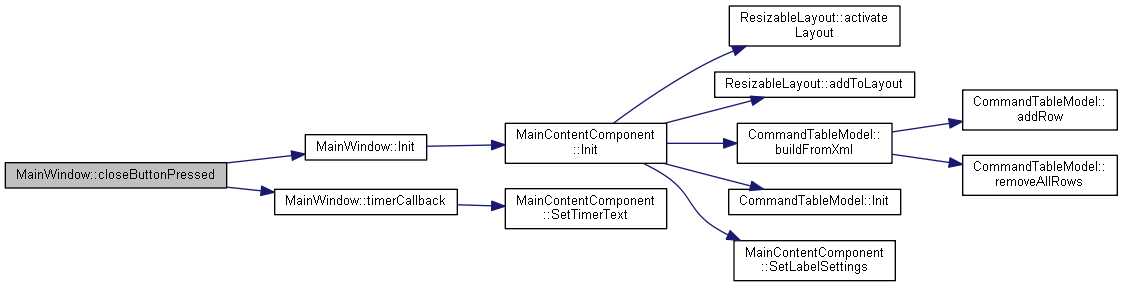 MainWindow::closeButtonPressed
MainWindow::Init
MainWindow::timerCallback
MainContentComponent
::Init
MainContentComponent
::SetTimerText
ResizableLayout::activate
Layout
ResizableLayout::addToLayout
CommandTableModel::
buildFromXml
CommandTableModel::Init
MainContentComponent
::SetLabelSettings
CommandTableModel::
addRow
CommandTableModel::
removeAllRows